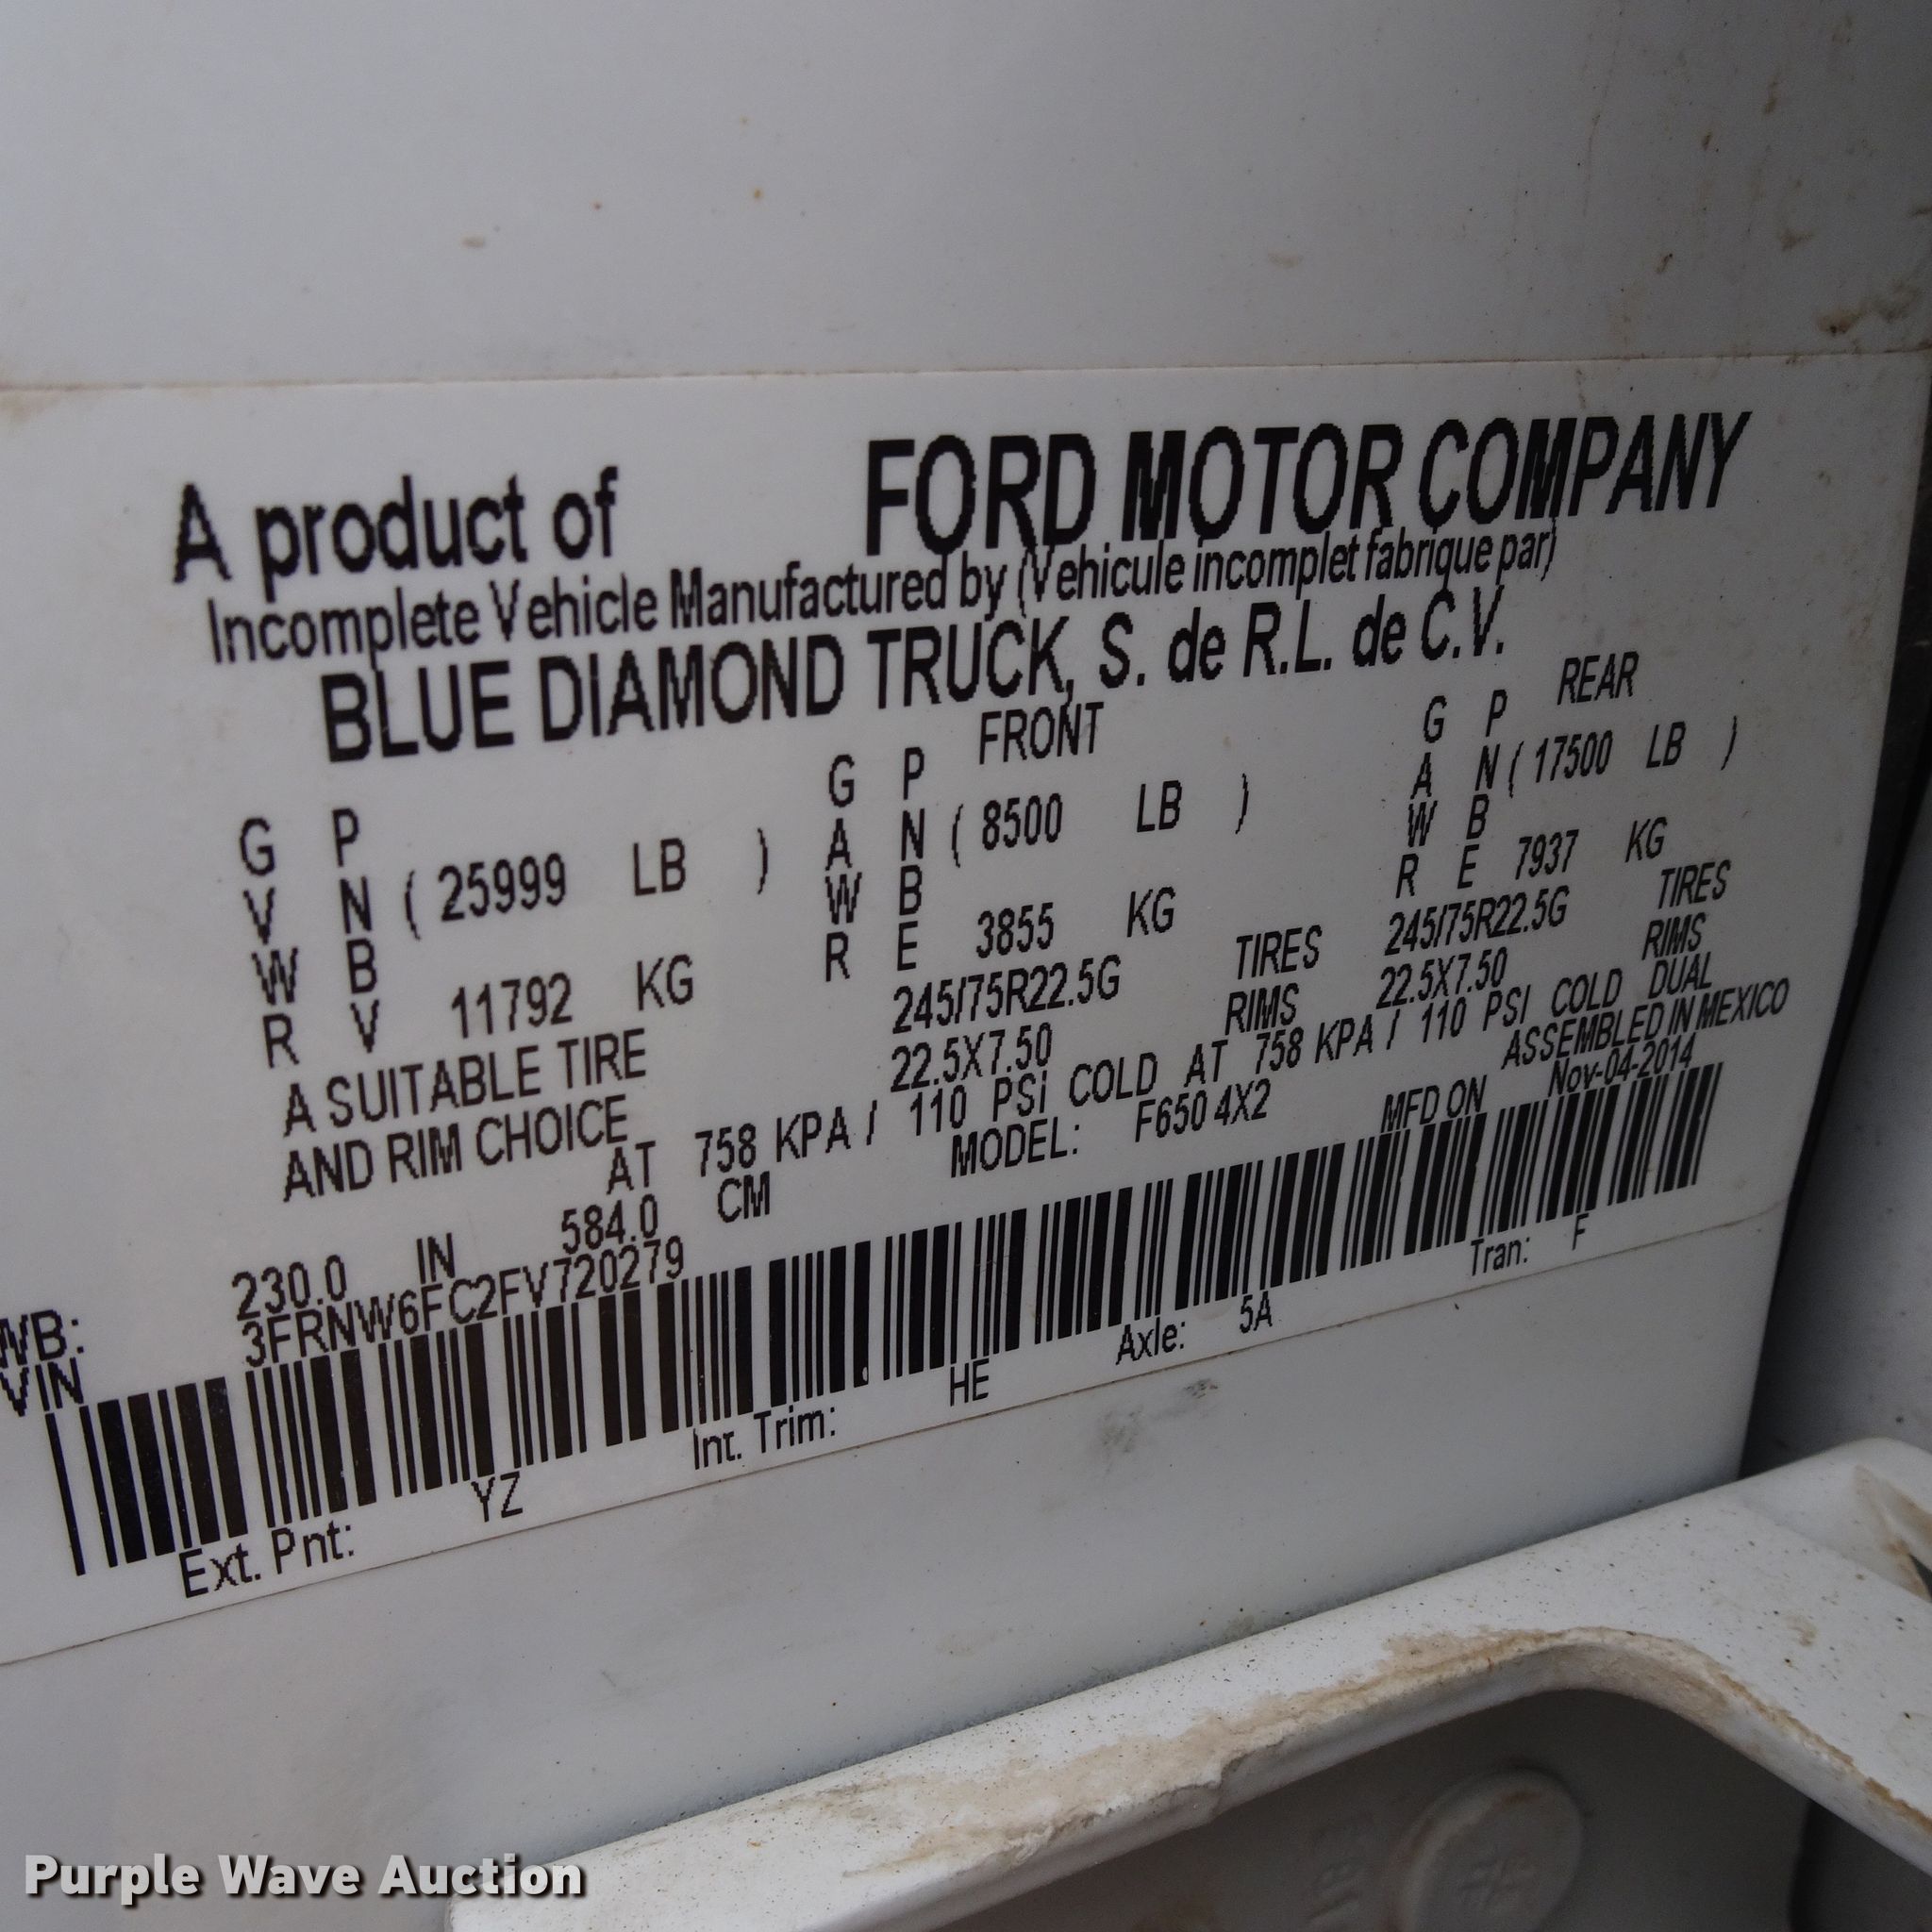 A product of FORD MOTOR COMPANY
Incomplete Vehicle Manufactured by (Vehicule incomplet fabrique par)
BLUE DIAMOND TRUCK, S. de R.L. de C.V.
G P G P FRONT G P REAR
V N ( 25999 LB ) A N ( 8500 LB ) A N ( 17500 LB )
W B W B W B
R V 11792 KG R E 3855 KG R E 7937 KG
A SUITABLE TIRE 245/75R22.5G TIRES 245/75R22.5G TIRES
AND RIM CHOICE 22.5X7.50 RIMS 22.5X7.50 RIMS
AT 758 KPA / 110 PSI COLD AT 758 KPA / 110 PSI COLD DUAL
WB: 230.0 IN 584.0 CM MODEL: F650 4X2 ASSEMBLED IN MEXICO
VIN 3FRNW6FC2FV720279 MFD ON Nov-04-2014
Ext. Pnt: YZ Int. Trim: HE Axle: 5A Tran: F
Purple Wave Auction